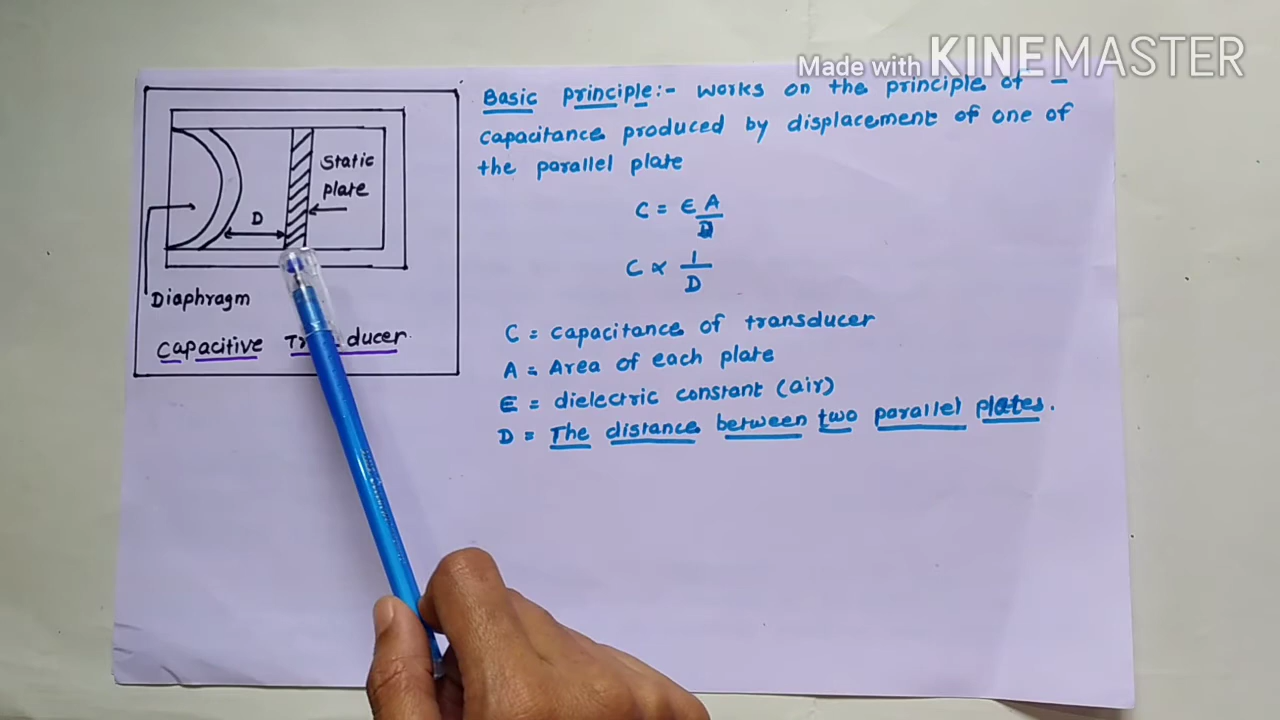 Made with KINEMASTER
Basic principle:- works on the principle of -
capacitance produced by displacement of one of
the parallel plate
C = ϵ A
D
C ∝ 1
D
C = capacitance of transducer
A = Area of each plate
ϵ = dielectric constant (air)
D = The distance between two parallel plates.
Static
plate
D
Diaphragm
Capacitive ducer